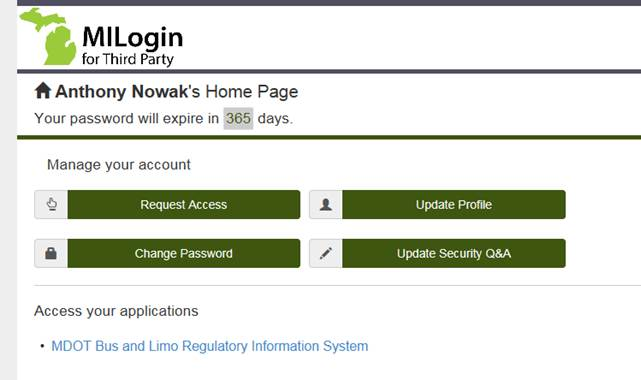 MILogin
for Third Party
Anthony Nowak's Home Page
Your password will expire in 365 days.
Manage your account
Request Access
Update Profile
Change Password
Update Security Q&A
Access your applications
• MDOT Bus and Limo Regulatory Information System